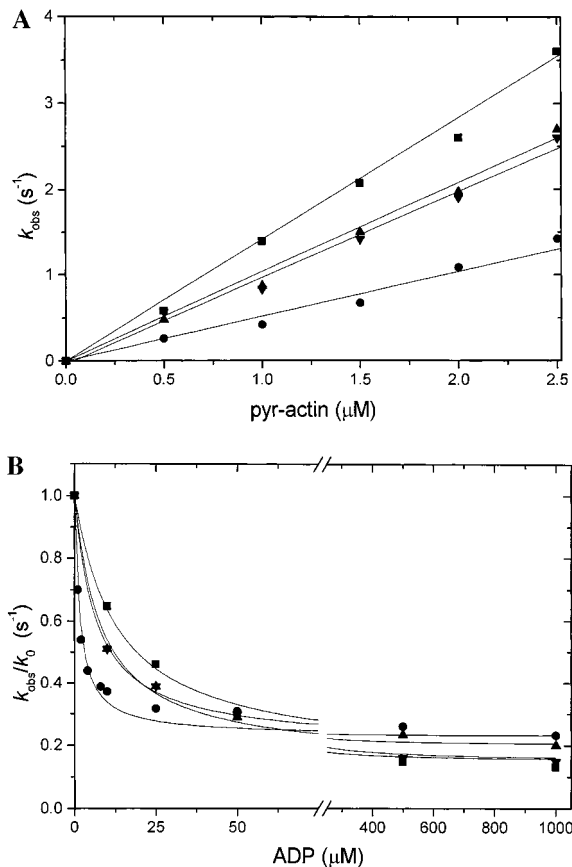 A
4
3
2
1
0
k_obs (s⁻¹)
0.0 0.5 1.0 1.5 2.0 2.5
pyr-actin (μM)
B
1.0
0.8
0.6
0.4
0.2
0.0
k_obs/k_0 (s⁻¹)
0 25 50 400 600 800 1000
ADP (μM)